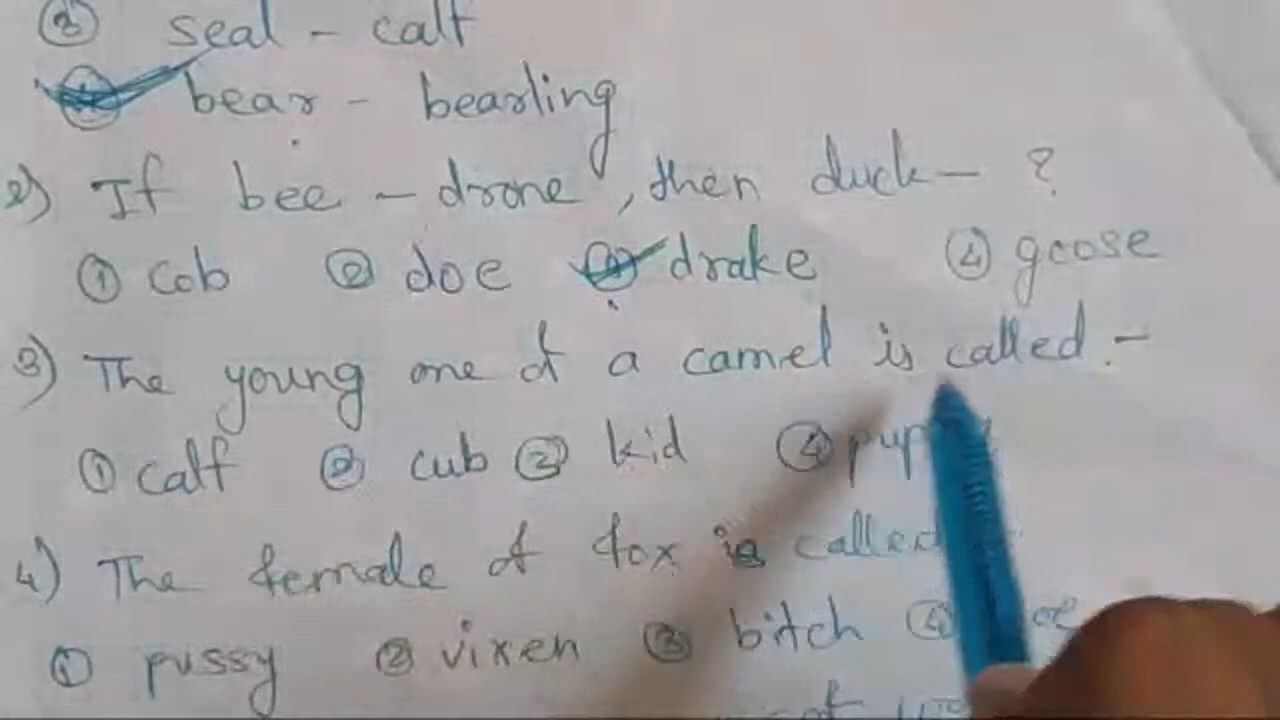 ③ seal - calf
bear - bearling
2) If bee - drone, then duck - ?
① cob ② doe drake ④ goose
3) The young one of a camel is called. -
① calf ② cub ③ kid ④
4) The female of fox is called
① pussy ② vixen ③ bitch ④